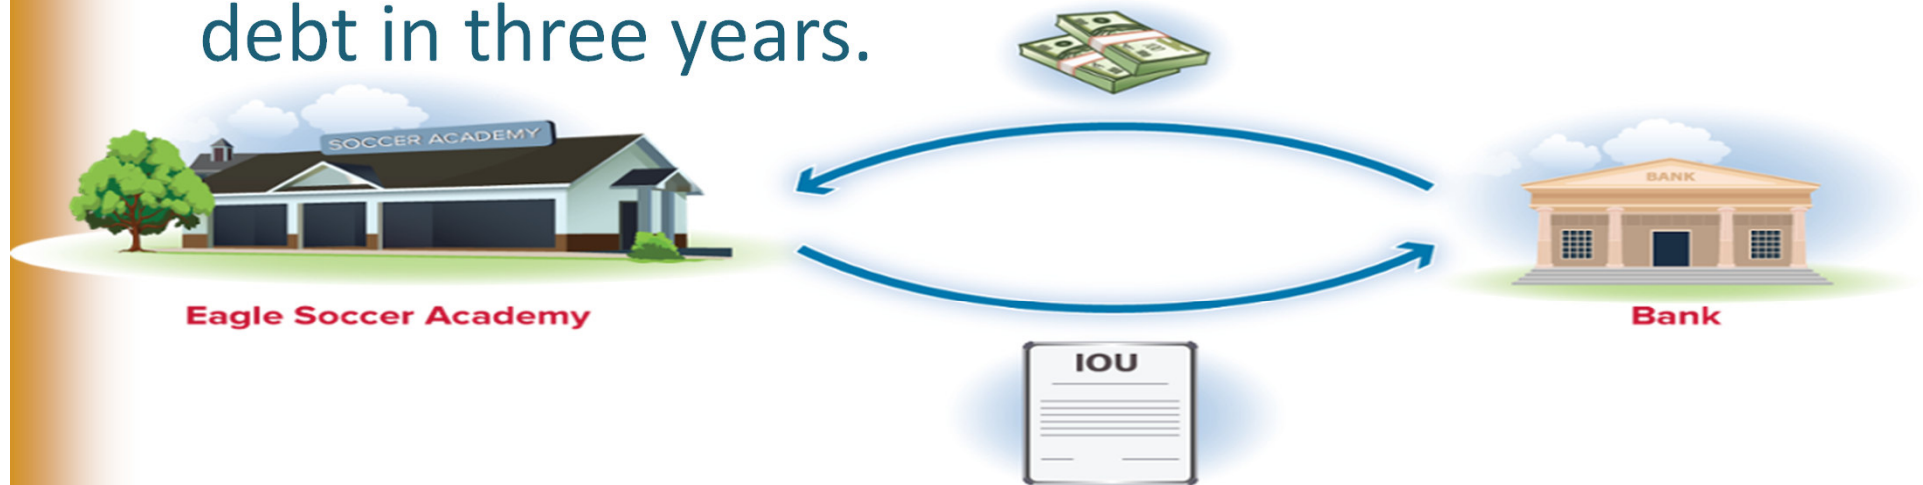 debt in three years.
SOCCER ACADEMY
BANK
Eagle Soccer Academy
Bank
IOU